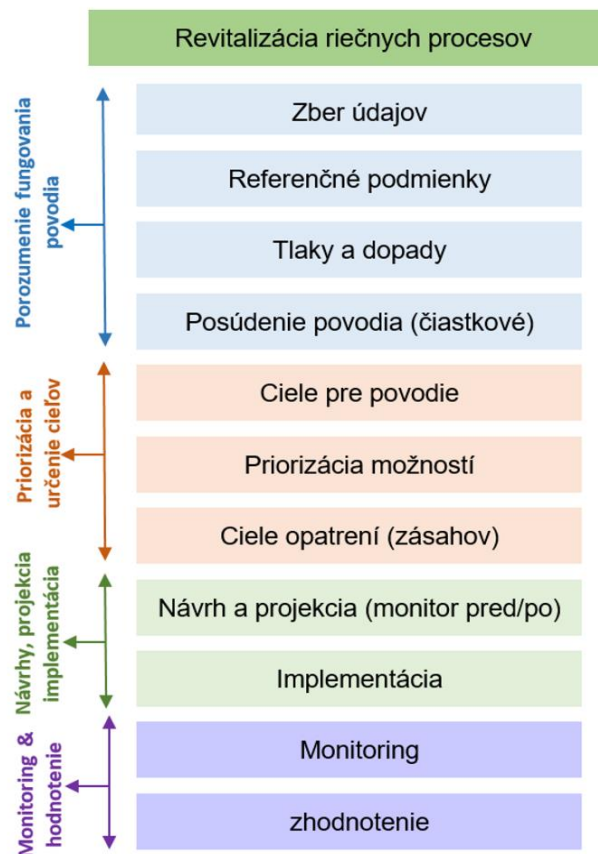 Revitalizácia riečnych procesov
Porozumenie fungovania
povodia
Zber údajov
Referenčné podmienky
Tlaky a dopady
Posúdenie povodia (čiastkové)
Priorizácia a
určenie cieľov
Ciele pre povodie
Priorizácia možností
Ciele opatrení (zásahov)
Návrhy, projekcia
implementácia
Návrh a projekcia (monitor pred/po)
Implementácia
Monitoring &
hodnotenie
Monitoring
zhodnotenie